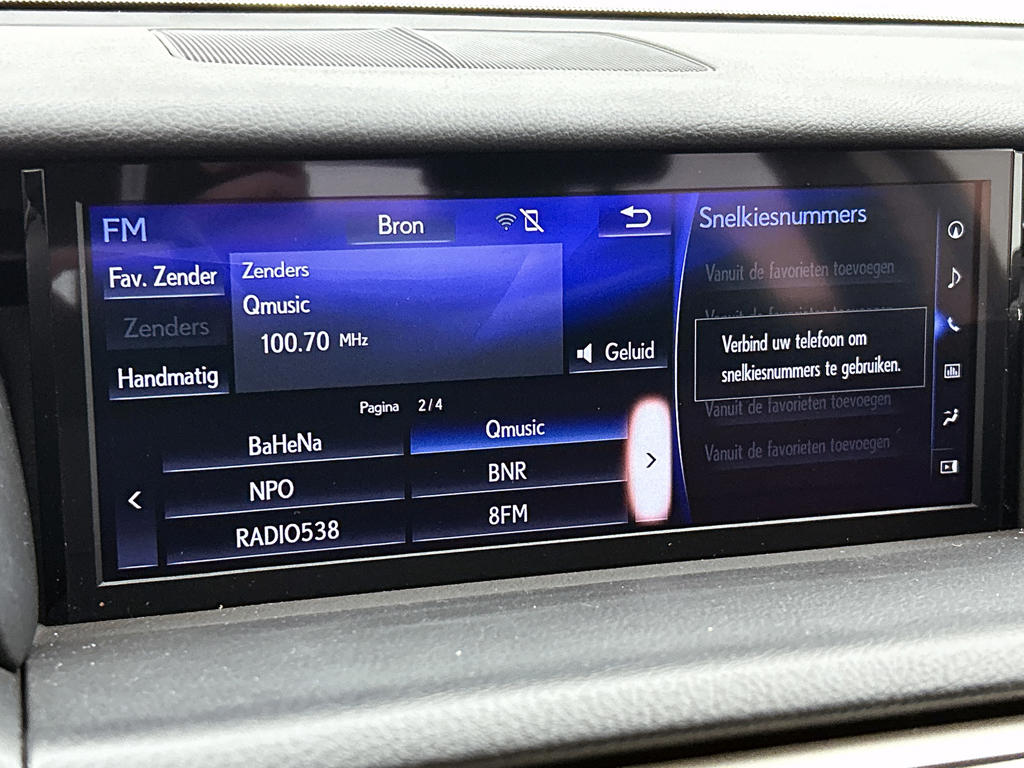 FM
Bron
Fav. Zender
Zenders
Handmatig
Zenders
Qmusic
100.70 MHz
Geluid
Pagina 2/4
BaHeNa
Qmusic
NPO
BNR
RADIO538
8FM
Snelkiesnummers
Vanuit de favorieten toevoegen
Verbind uw telefoon om
snelkiesnummers te gebruiken.
Vanuit de favorieten toevoegen
Vanuit de favorieten toevoegen